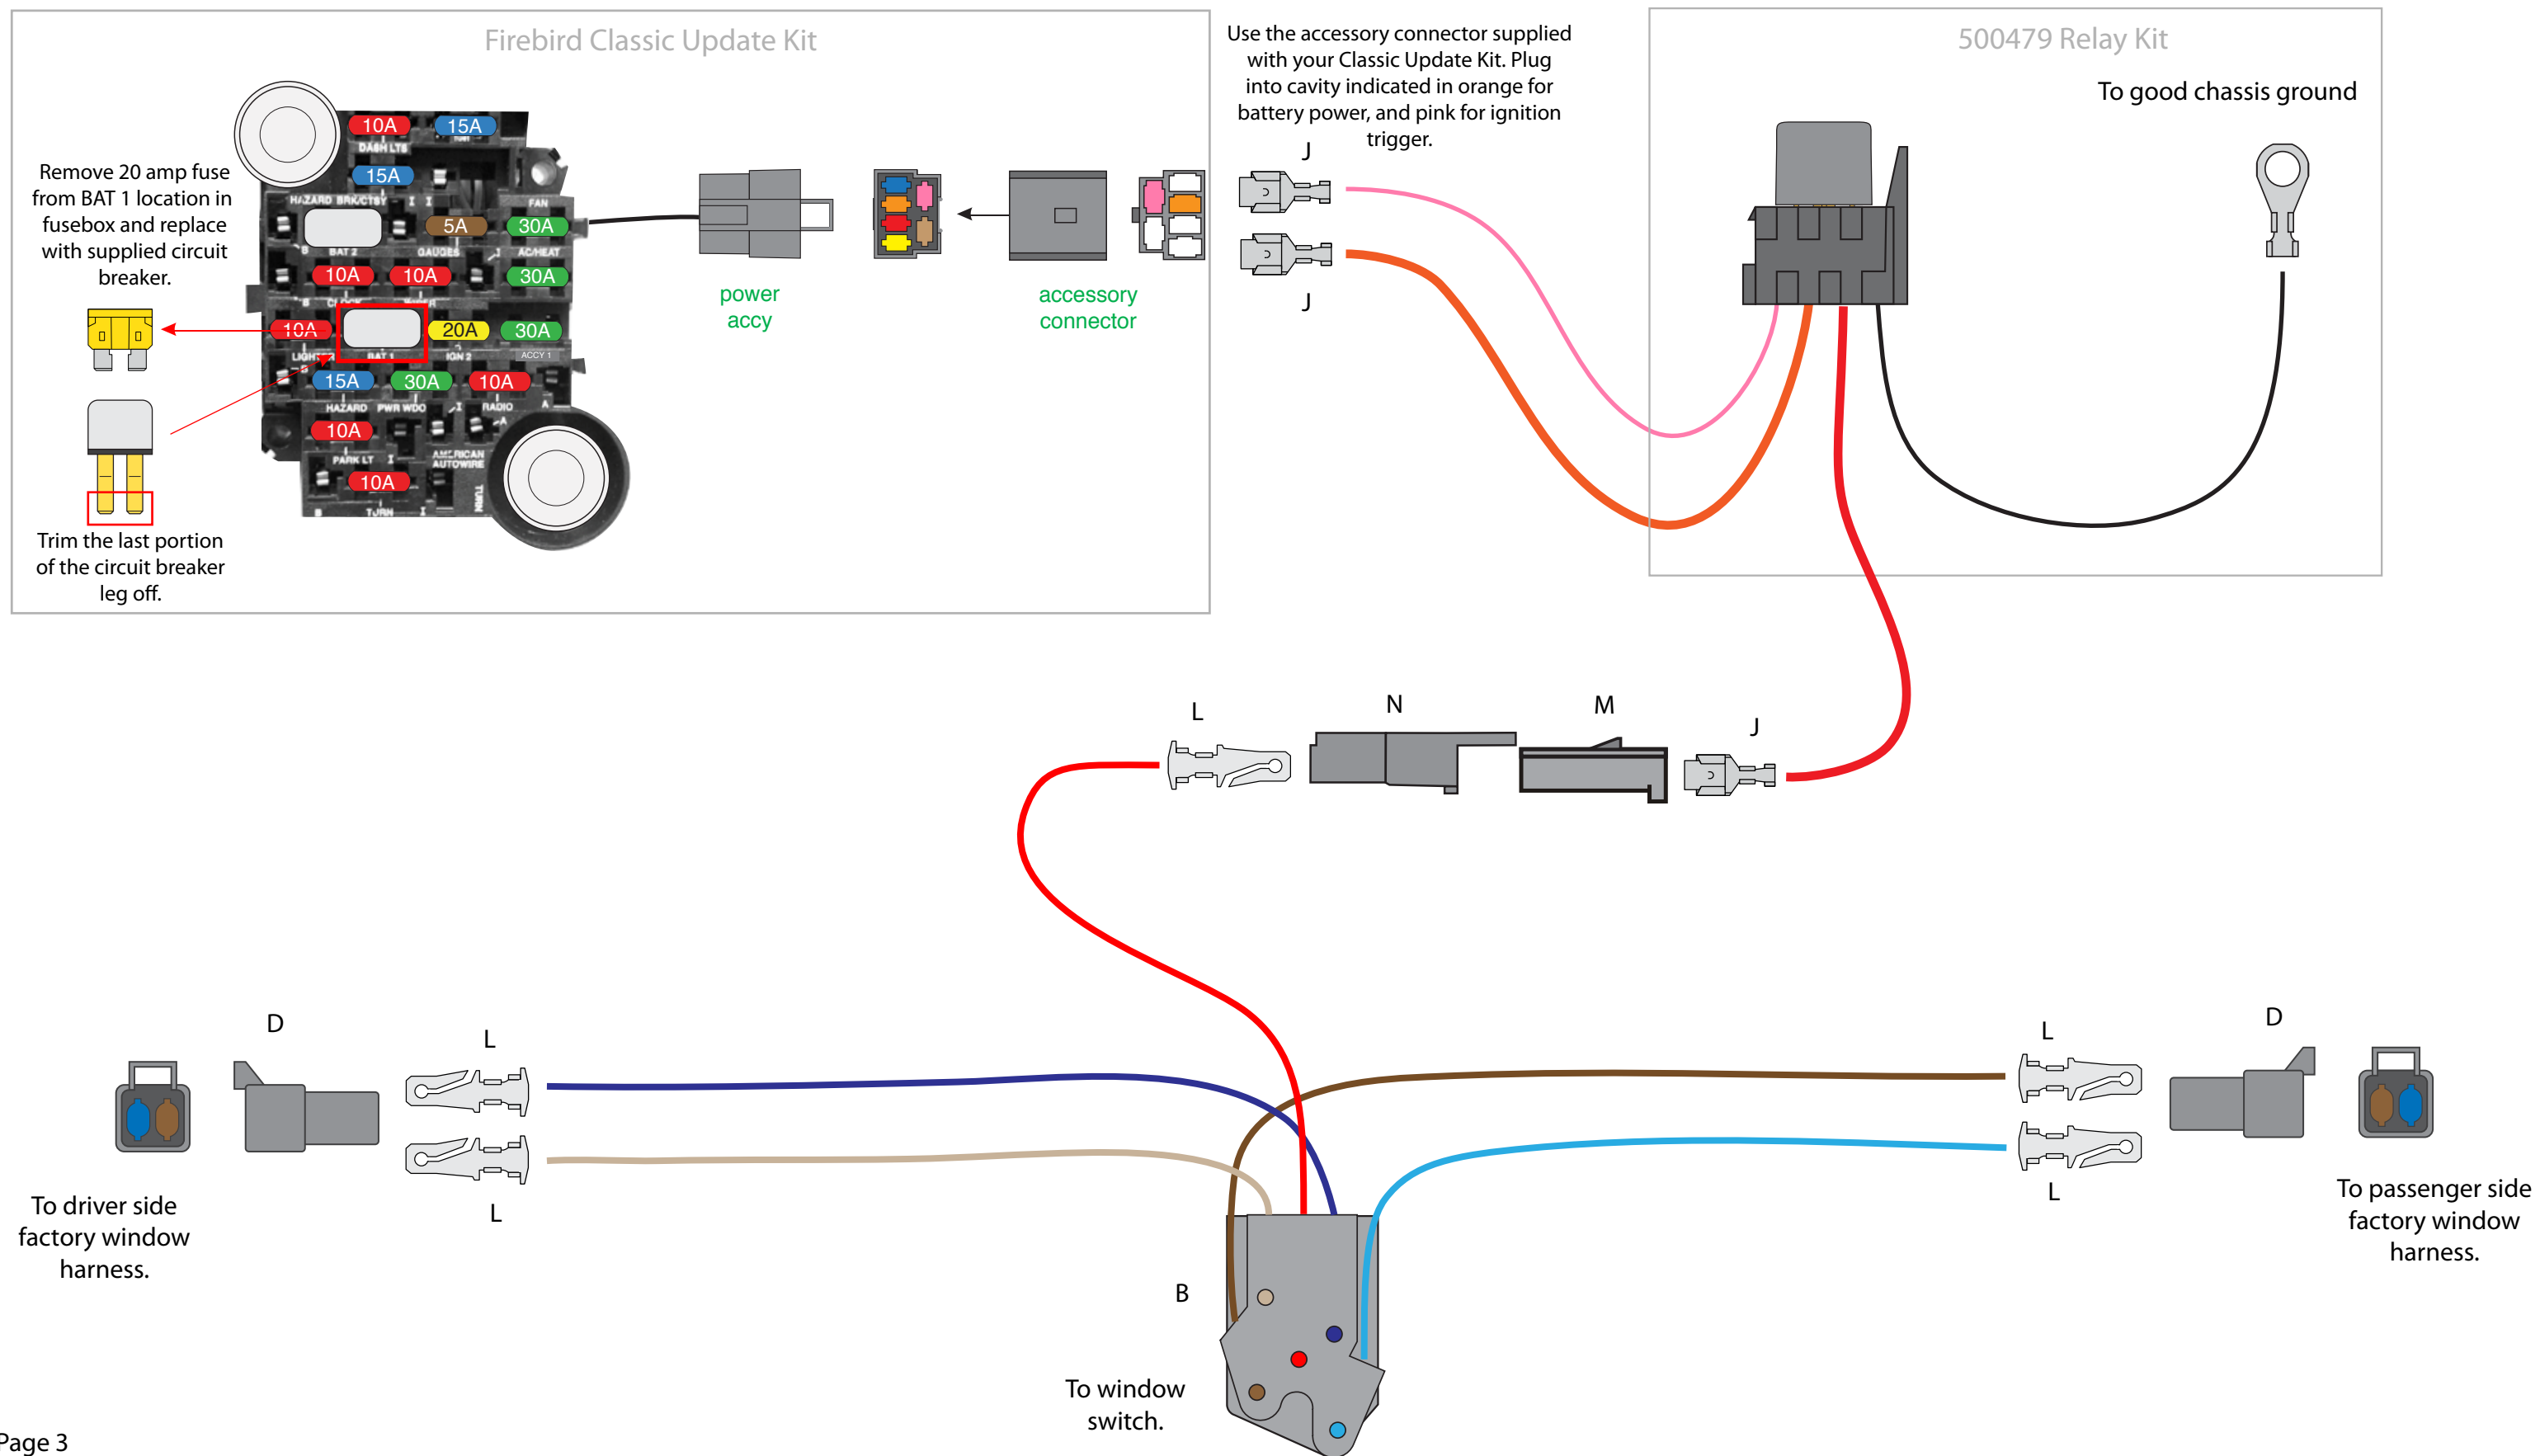 Firebird Classic Update Kit
Use the accessory connector supplied
with your Classic Update Kit. Plug
into cavity indicated in orange for
battery power, and pink for ignition
trigger.
500479 Relay Kit
To good chassis ground
Remove 20 amp fuse
from BAT 1 location in
fusebox and replace
with supplied circuit
breaker.
10A
15A
DASH LTS
15A
HAZARD BRK/CTSY
I
I
FAN
5A
30A
B
BAT 2
GAUGES
I
AC/HEAT
10A
10A
30A
B
CLOCK
WIPER
10A
20A
30A
LIGHTER
BAT 1
IGN 2
ACCY 1
B
15A
30A
10A
HAZARD
PWR WDO
I
RADIO
A
10A
A
PARK LT
I
AMERICAN
AUTOWIRE
10A
B
TURN
I
TURN
Trim the last portion
of the circuit breaker
leg off.
power
accy
accessory
connector
J
J
L
N
M
J
D
L
L
To driver side
factory window
harness.
L
D
L
To passenger side
factory window
harness.
B
To window
switch.
Page 3